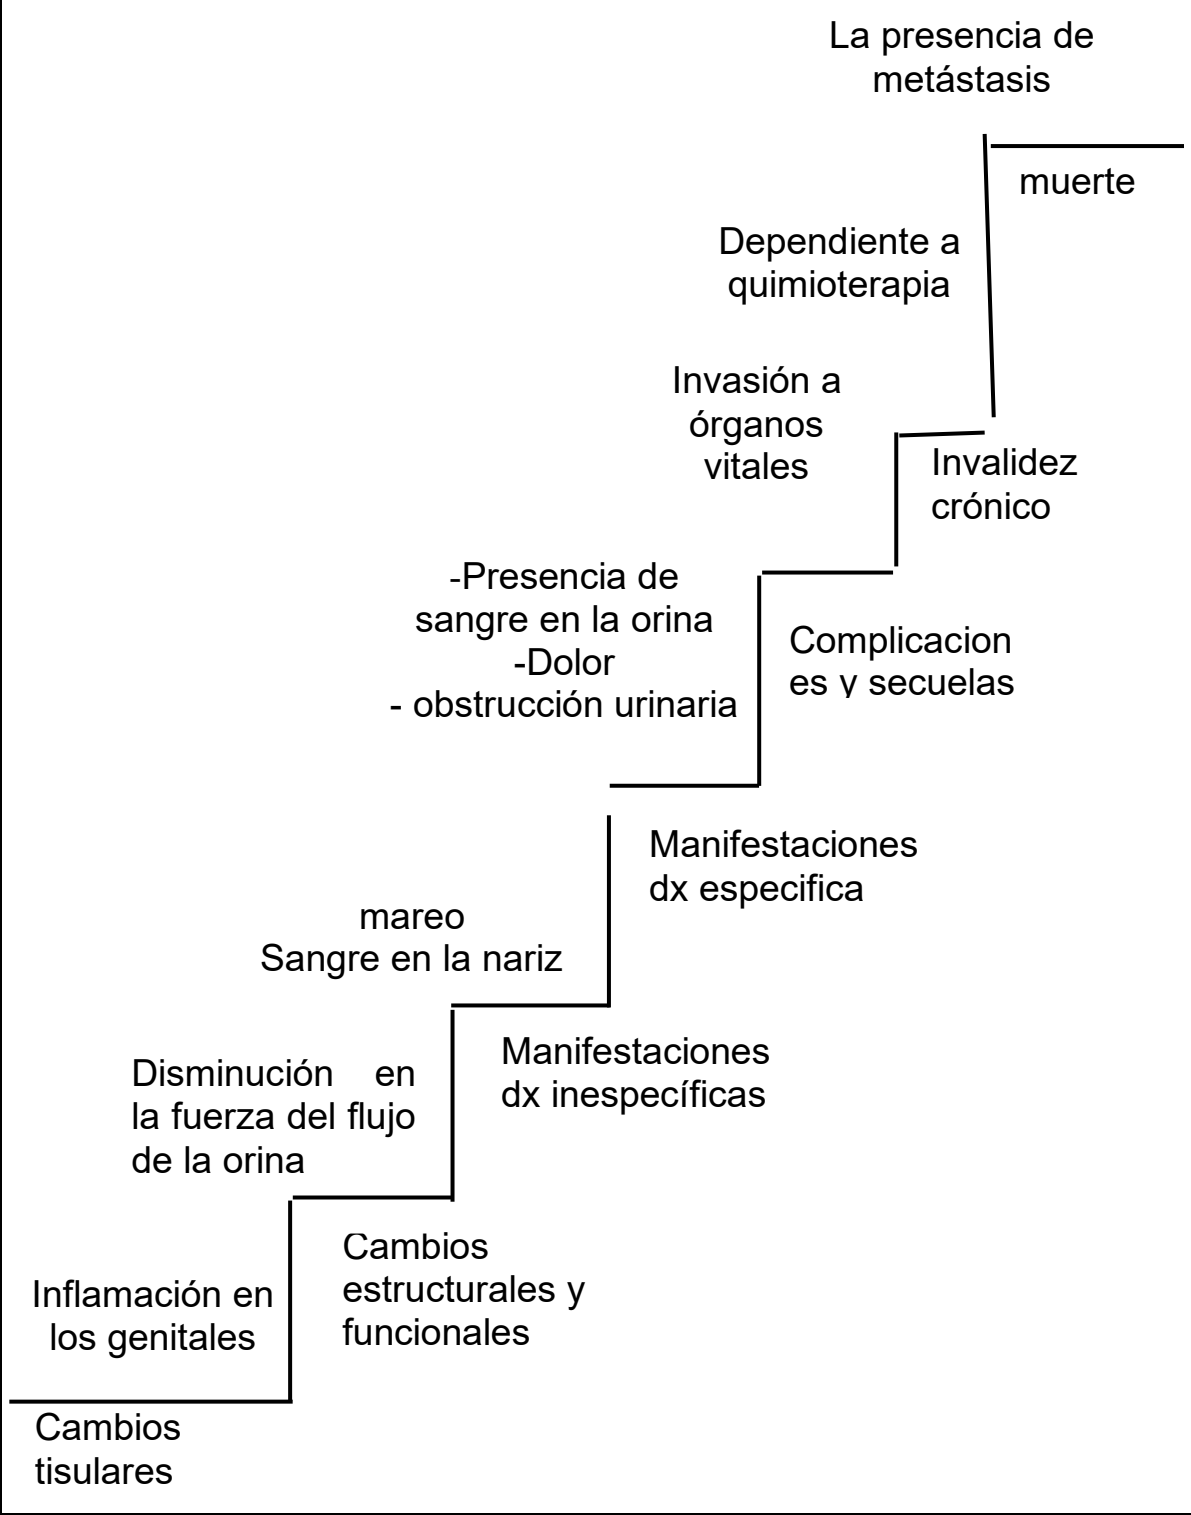 La presencia de
metástasis
muerte
Dependiente a
quimioterapia
Invasión a
órganos
vitales
Invalidez
crónico
-Presencia de
sangre en la orina
-Dolor
- obstrucción urinaria
Complicacion
es y secuelas
Manifestaciones
dx especifica
mareo
Sangre en la nariz
Manifestaciones
dx inespecíficas
Disminución en
la fuerza del flujo
de la orina
Cambios
estructurales y
funcionales
Inflamación en
los genitales
Cambios
tisulares